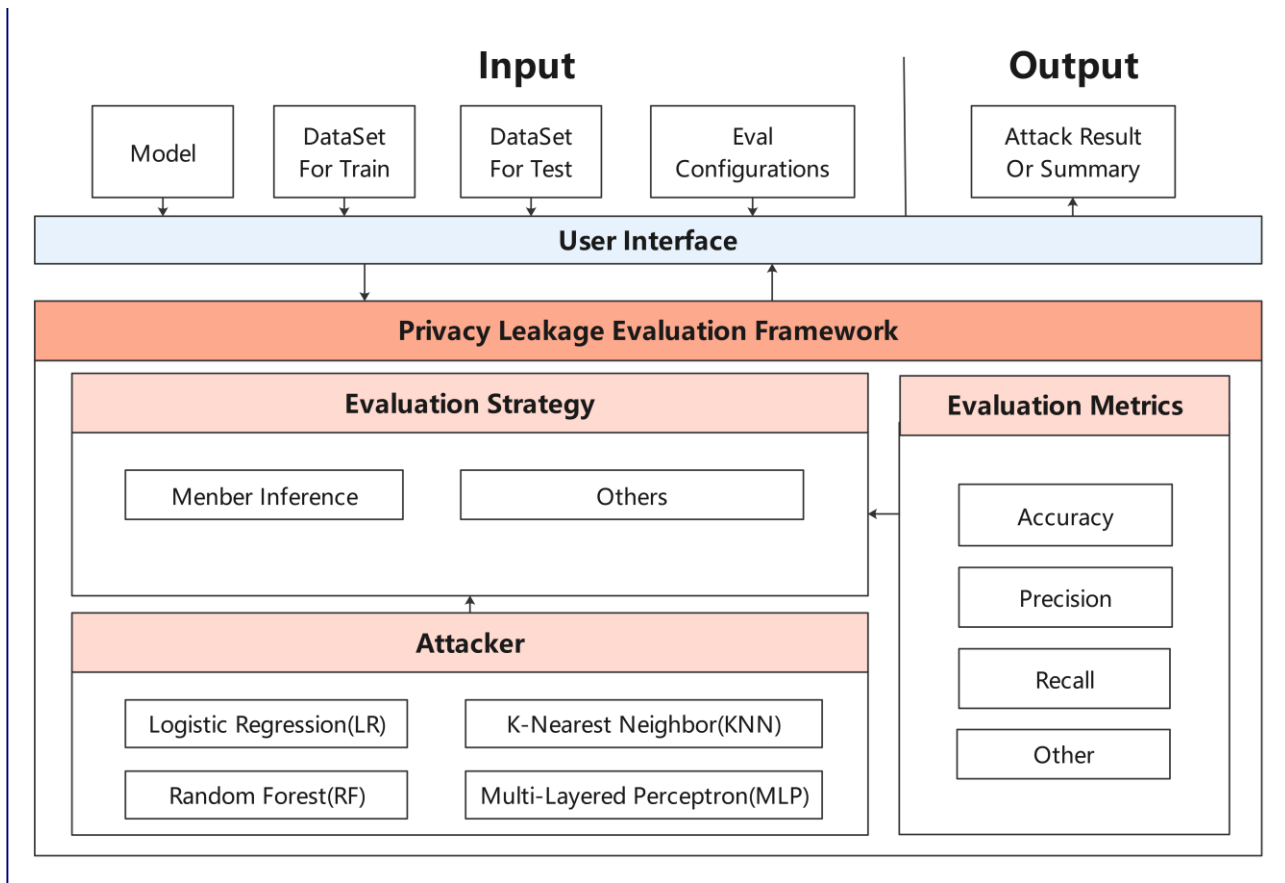 Input
Output
Model
DataSet
For Train
DataSet
For Test
Eval
Configurations
Attack Result
Or Summary
User Interface
Privacy Leakage Evaluation Framework
Evaluation Strategy
Menber Inference
Others
Attacker
Logistic Regression(LR)
K-Nearest Neighbor(KNN)
Random Forest(RF)
Multi-Layered Perceptron(MLP)
Evaluation Metrics
Accuracy
Precision
Recall
Other